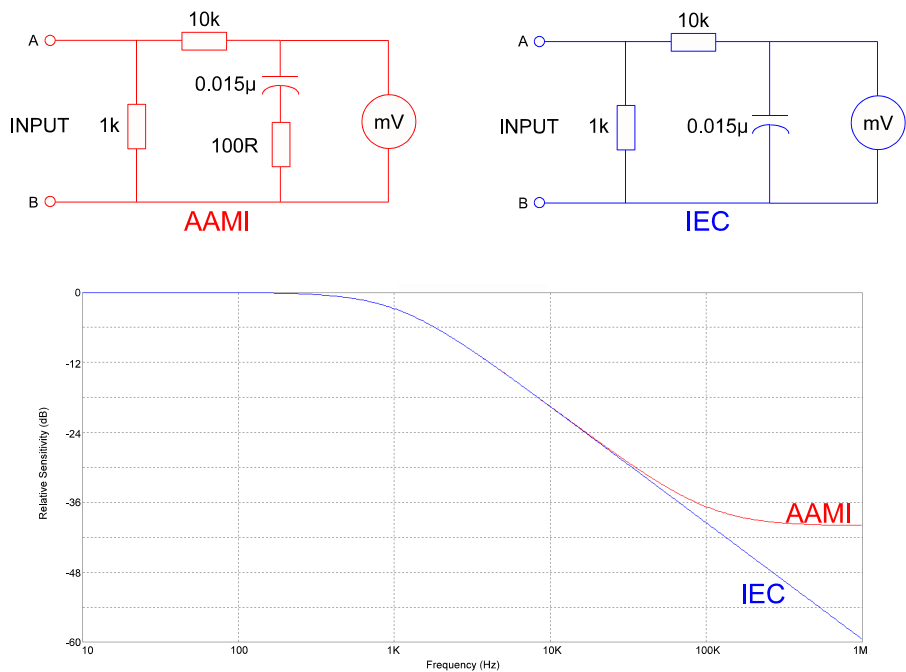 10k
A
0.015µ
INPUT
1k
mV
100R
B
AAMI
10k
A
INPUT
1k
0.015µ
mV
B
IEC
0
-12
-24
-36
-48
-60
Relative Sensitivity (dB)
AAMI
IEC
10
100
1K
10K
100K
1M
Frequency (Hz)